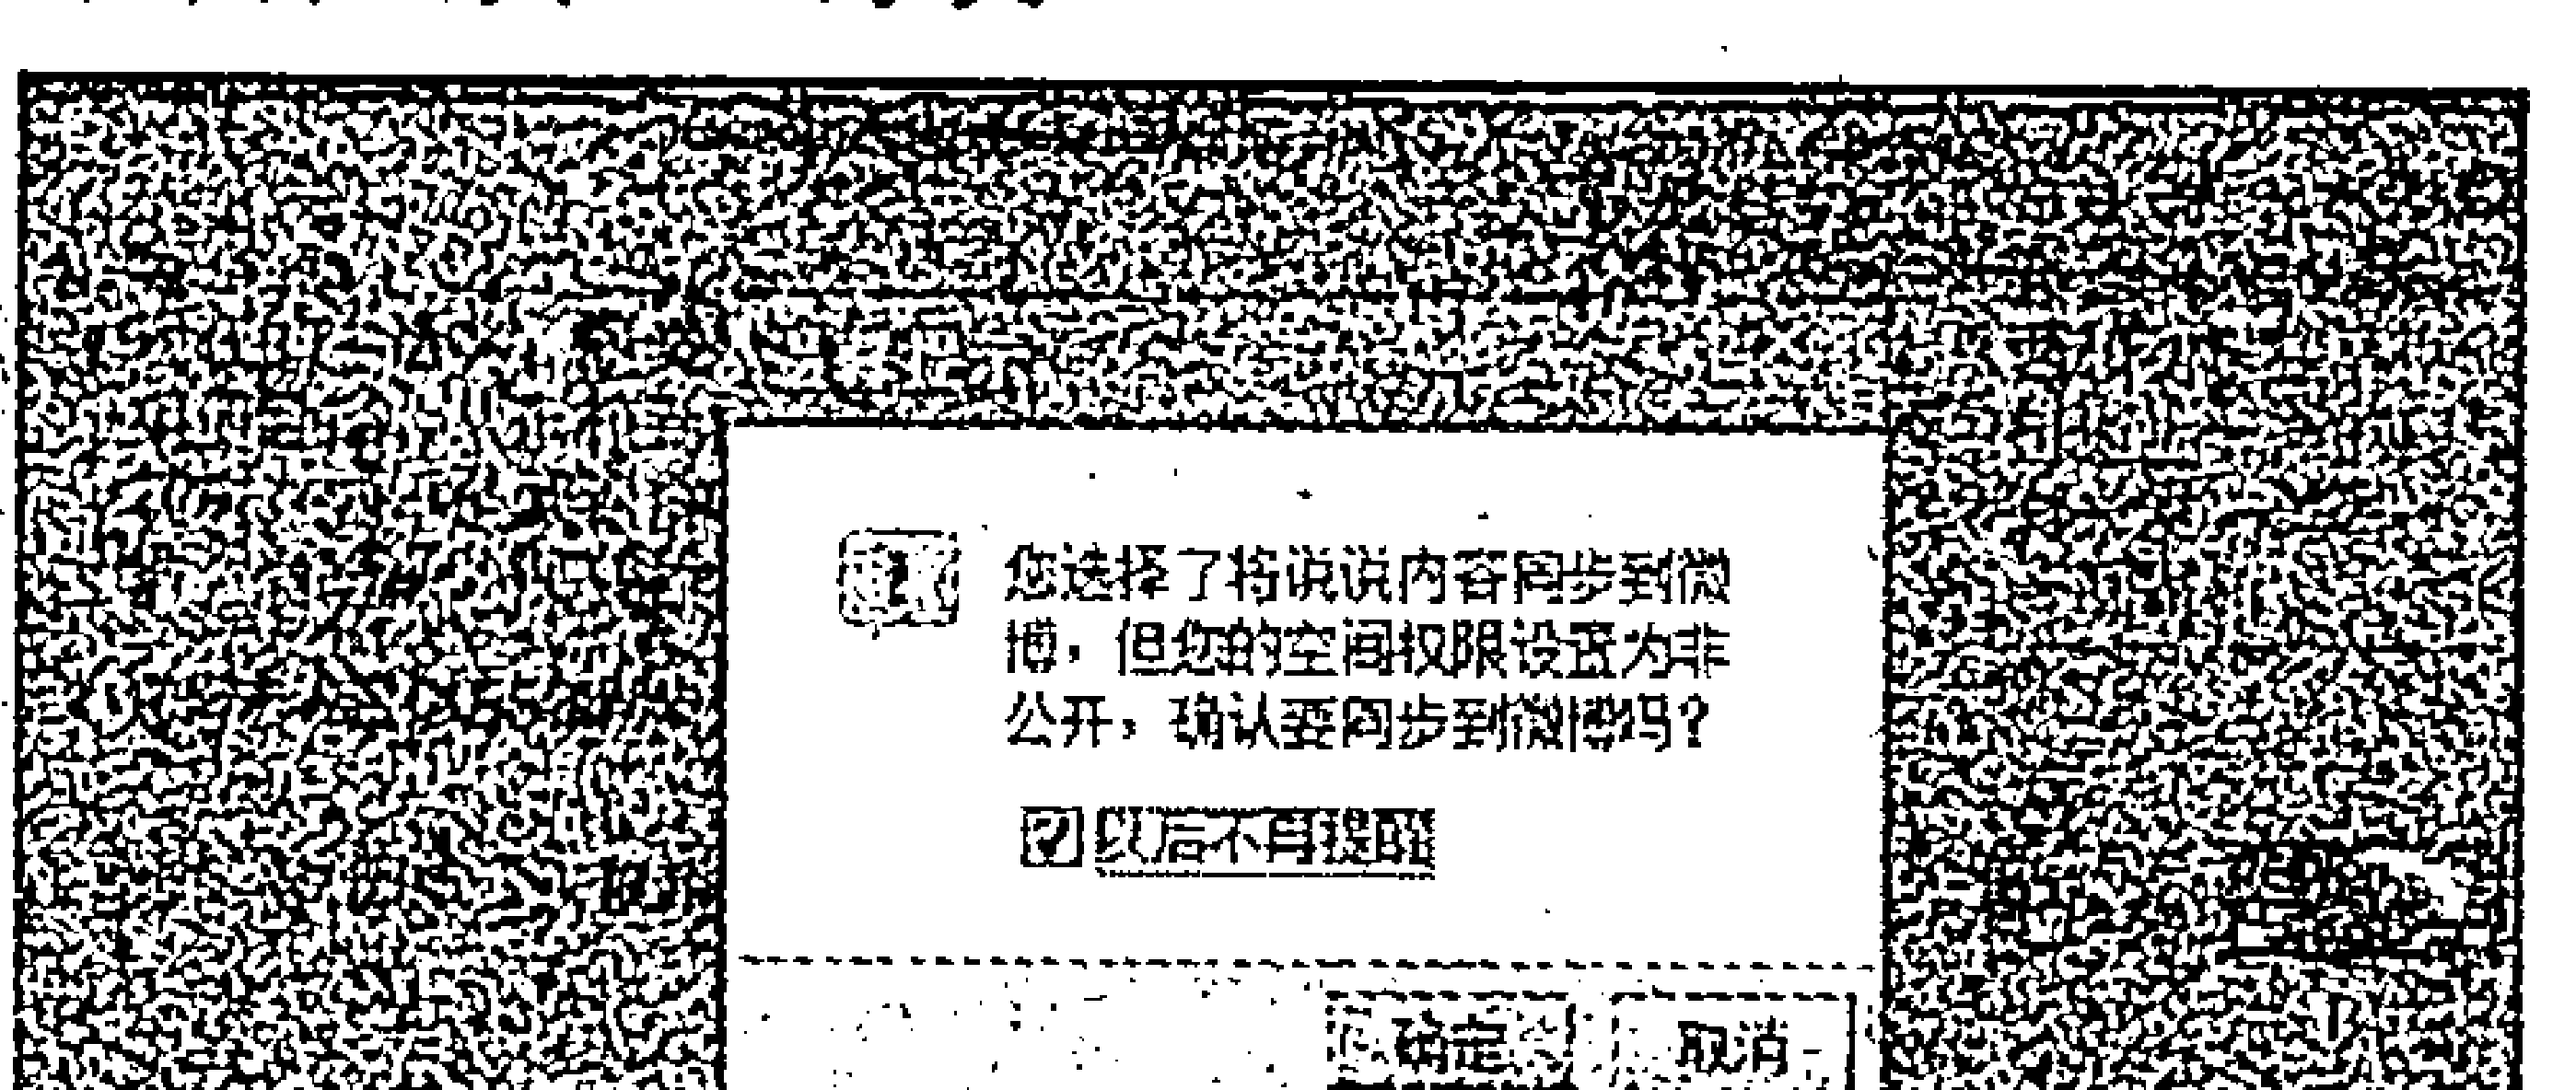 您选择了将说说内容同步到微
博，但您的空间权限设置为非
公开，确认要同步到微博吗？
以后不再提醒
确定 取消